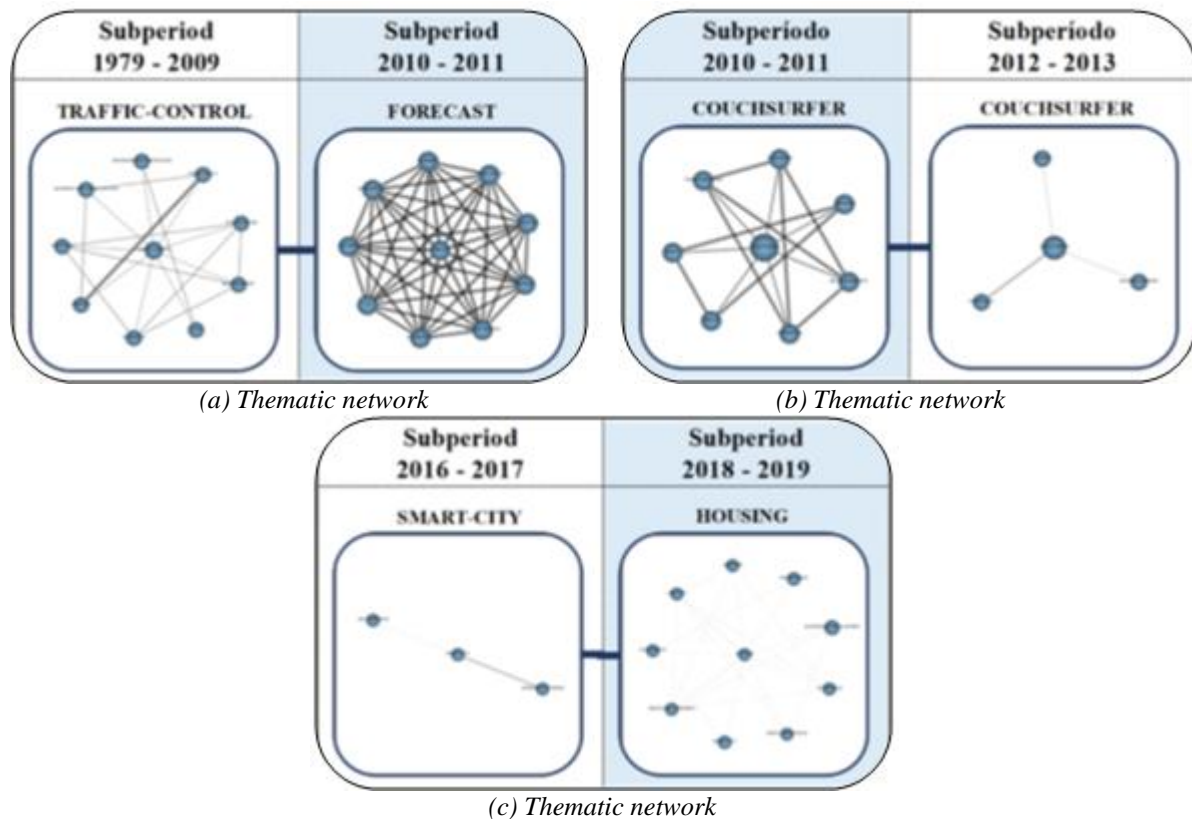 Subperiod
1979 - 2009
Subperiod
2010 - 2011
TRAFFIC-CONTROL
FORECAST
(a) Thematic network
Subperíodo
2010 - 2011
Subperíodo
2012 - 2013
COUCHSURFER
COUCHSURFER
(b) Thematic network
Subperiod
2016 - 2017
Subperiod
2018 - 2019
SMART-CITY
HOUSING
(c) Thematic network